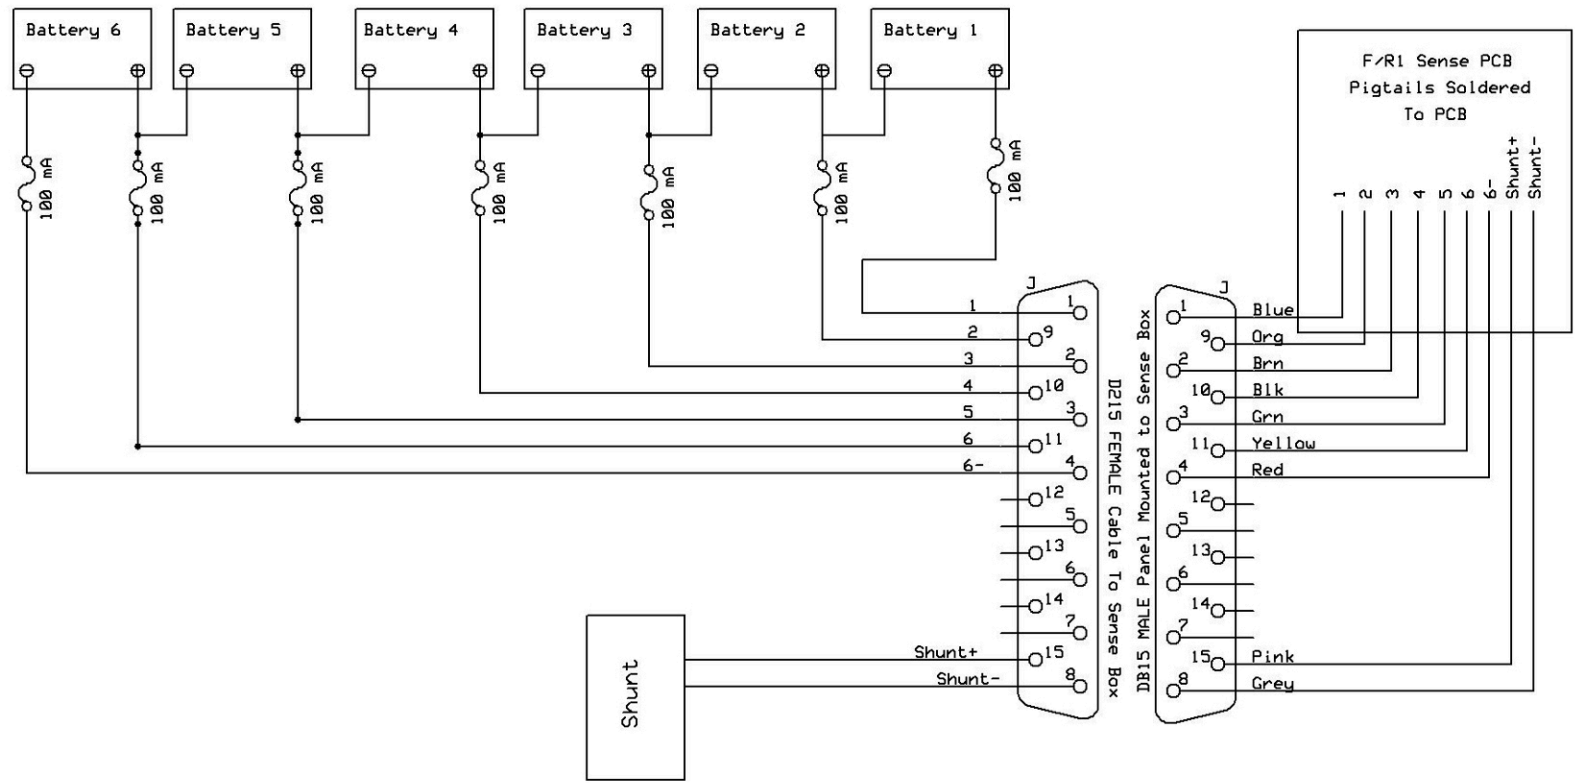 Battery 6
Battery 5
Battery 4
Battery 3
Battery 2
Battery 1
F/R1 Sense PCB
Pigtails Soldered
To PCB
100 mA
100 mA
100 mA
100 mA
100 mA
100 mA
100 mA
1
2
3
4
5
6
6-
Shunt+
Shunt-
J
J
1
1
2
9
3
2
4
10
5
3
6
11
6-
4
12
5
13
6
14
7
Shunt+
15
Shunt-
8
D215 FEMALE Cable To Sense Box
DB15 MALE Panel Mounted to Sense Box
1
Blue
9
Org
2
Brn
10
Blk
3
Grn
11
Yellow
4
Red
12
5
13
6
14
7
15
Pink
8
Grey
Shunt